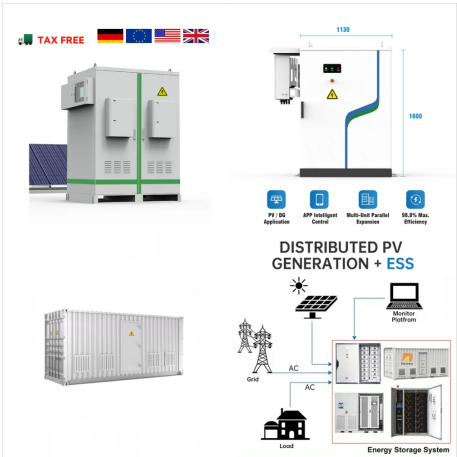 TAX FREE
1130
1800
PV / DG
Application
APP Intelligent
Control
Multi-Unit Parallel
Expansion
98.8% Max.
Efficiency
DISTRIBUTED PV
GENERATION + ESS
Monitor
Platfrom
Grid
AC
AC
Load
Energy Storage System